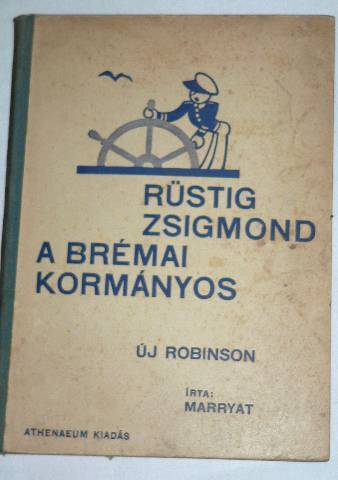 RÜSTIG
ZSIGMOND
A BRÉMAI
KORMÁNYOS
ÚJ ROBINSON
ÍRTA:
MARRYAT
ATHENAEUM KIADÁS